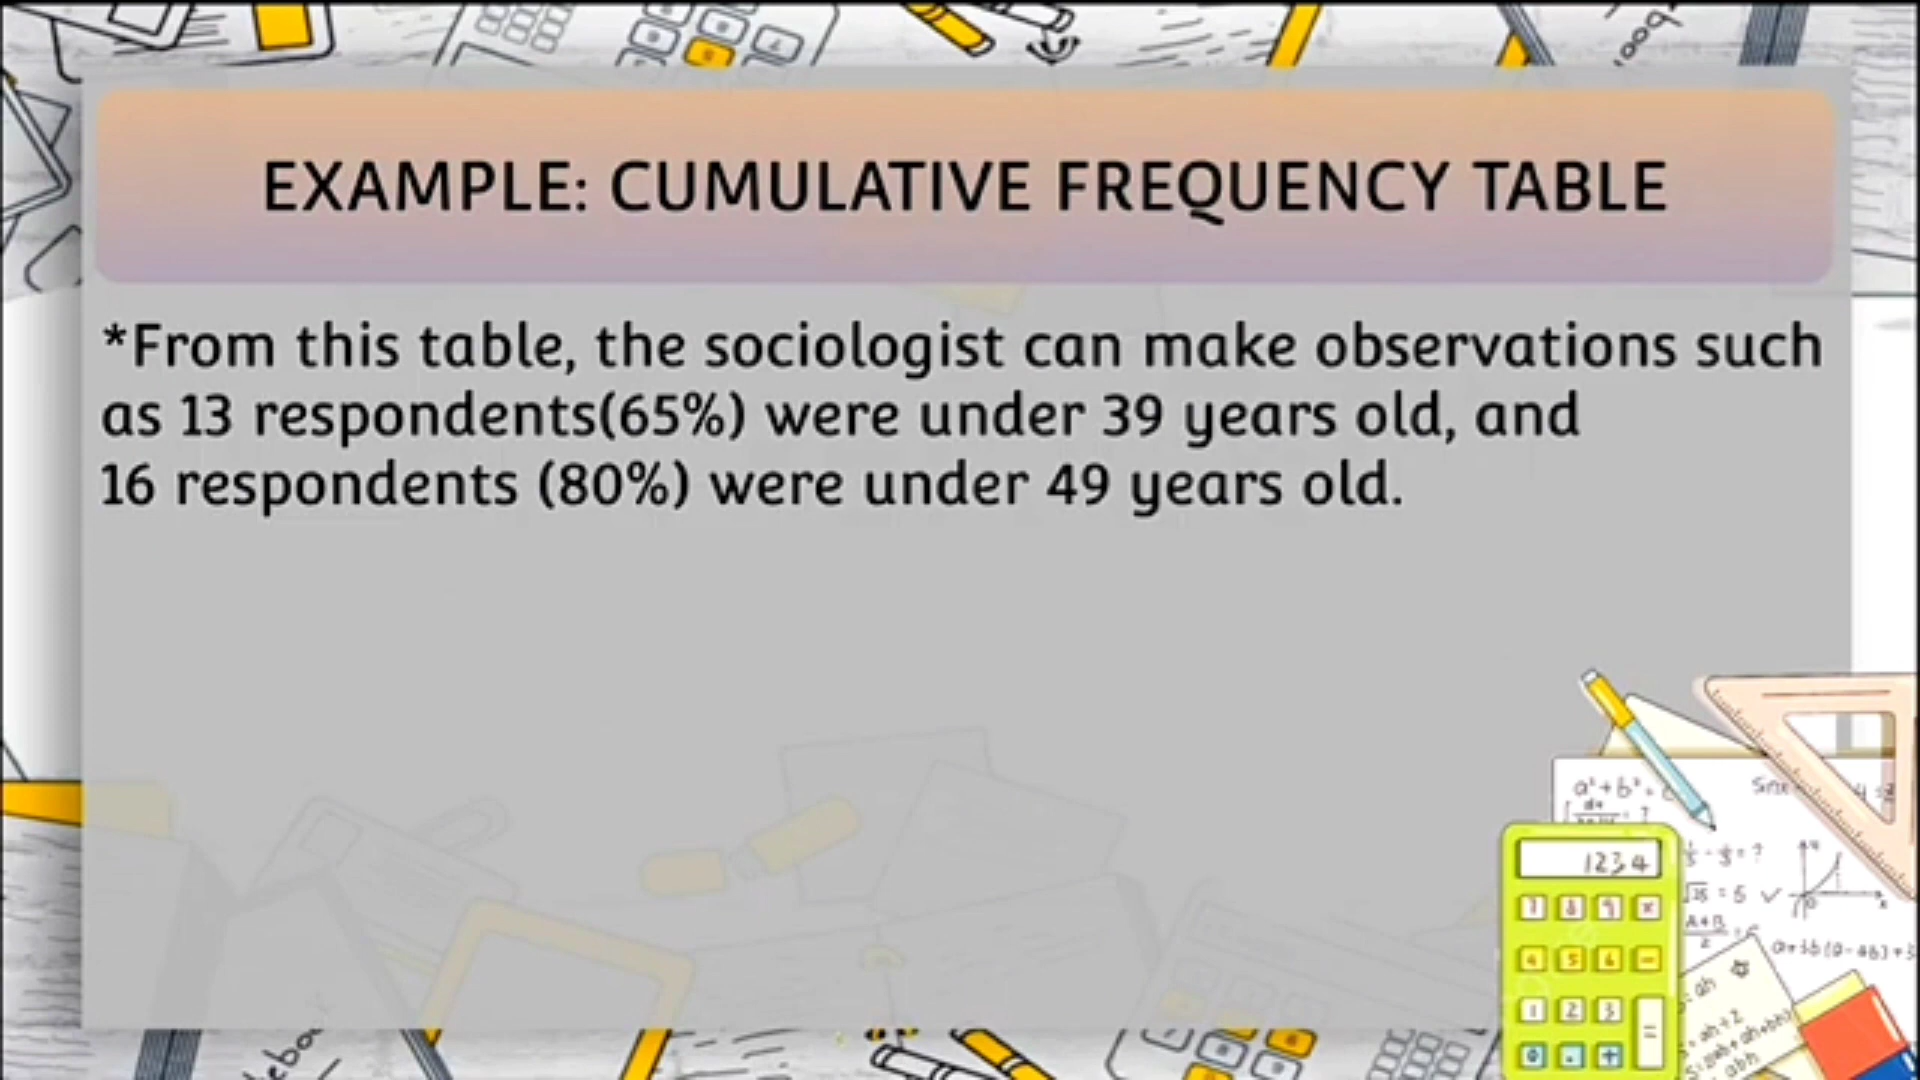 EXAMPLE: CUMULATIVE FREQUENCY TABLE
*From this table, the sociologist can make observations such
as 13 respondents(65%) were under 39 years old, and
16 respondents (80%) were under 49 years old.
1234